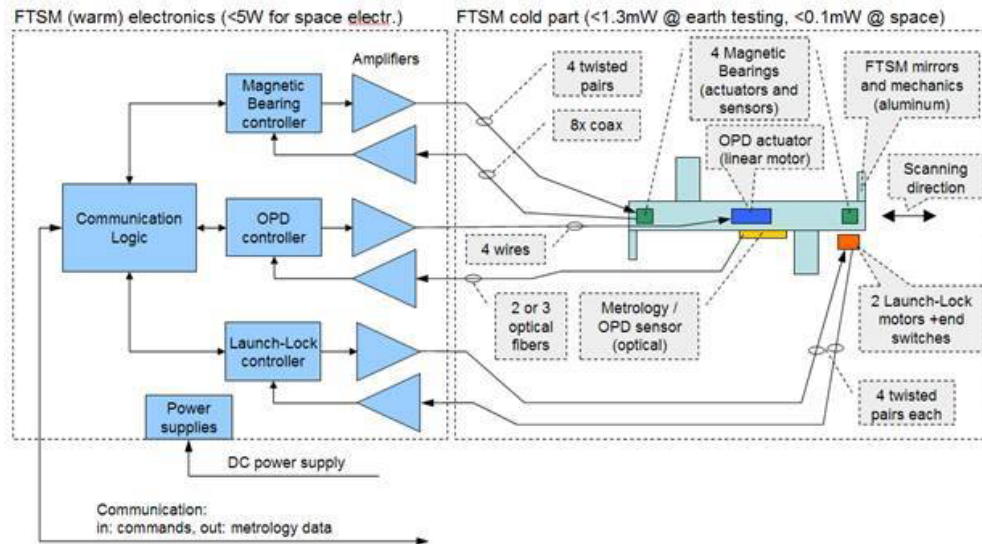 FTSM (warm) electronics (<5W for space electr.)
FTSM cold part (<1.3mW @ earth testing, <0.1mW @ space)
Amplifiers
Magnetic
Bearing
controller
4 twisted
pairs
8x coax
4 Magnetic
Bearings
(actuators and
sensors)
FTSM mirrors
and mechanics
(aluminum)
OPD actuator
(linear motor)
Scanning
direction
Communication
Logic
OPD
controller
4 wires
2 or 3
optical
fibers
Metrology /
OPD sensor
(optical)
2 Launch-Lock
motors +end
switches
Launch-Lock
controller
4 twisted
pairs each
Power
supplies
DC power supply
Communication:
in: commands, out: metrology data